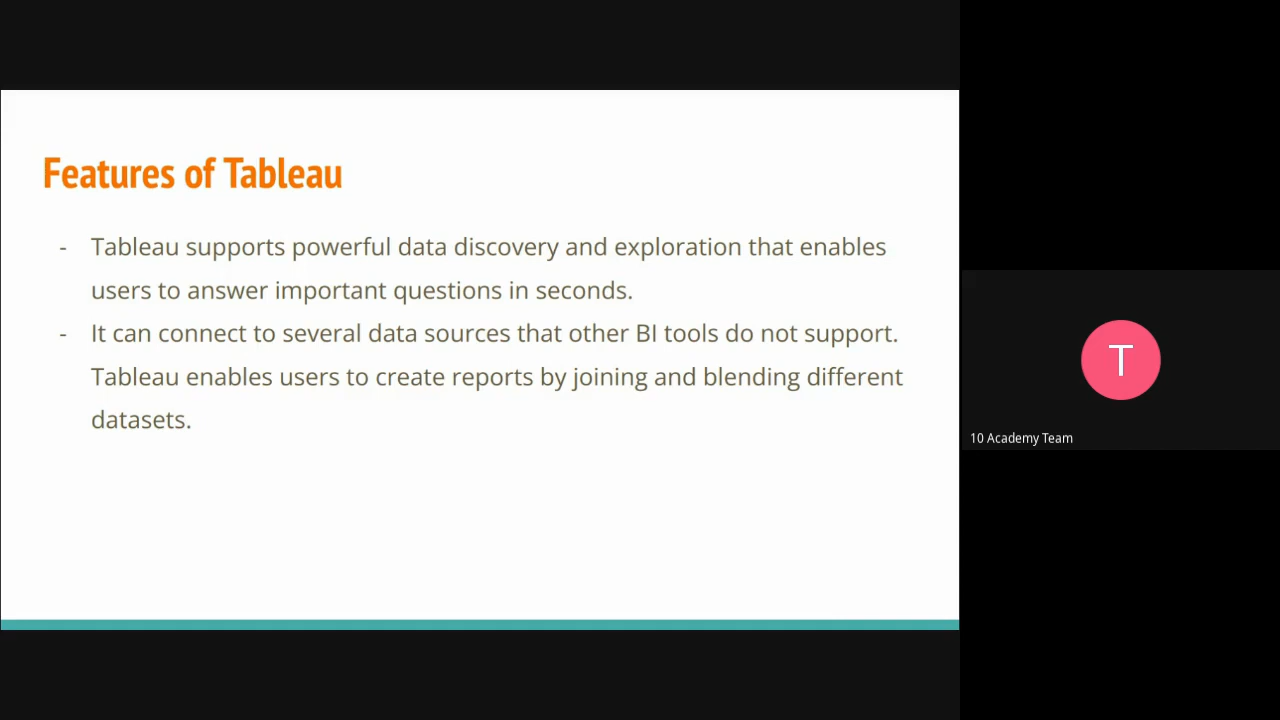 Features of Tableau
- Tableau supports powerful data discovery and exploration that enables
users to answer important questions in seconds.
- It can connect to several data sources that other BI tools do not support.
Tableau enables users to create reports by joining and blending different
datasets.
T
10 Academy Team